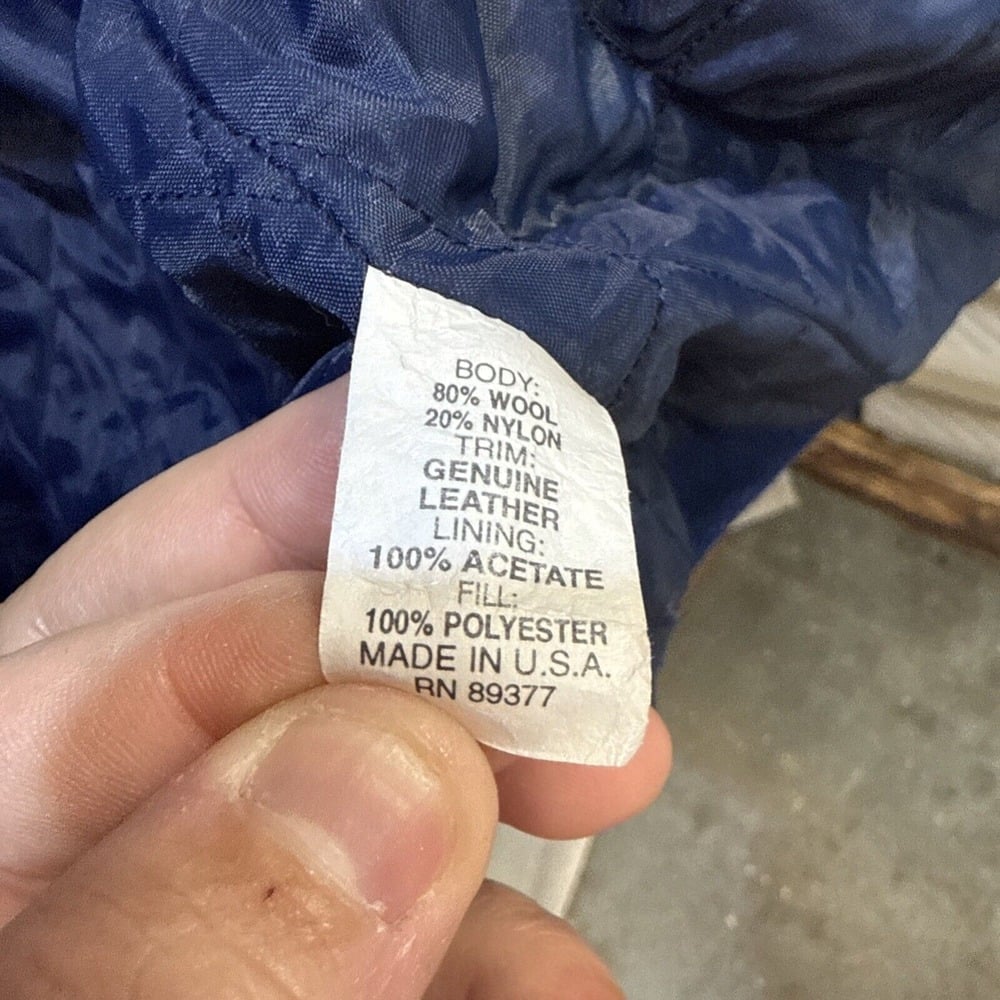 BODY:
80% WOOL
20% NYLON
TRIM:
GENUINE
LEATHER
LINING:
100% ACETATE
FILL:
100% POLYESTER
MADE IN U.S.A.
RN 89377